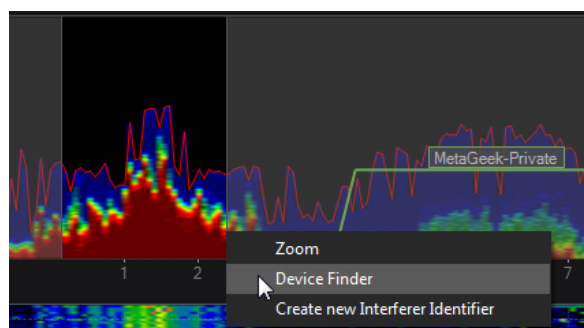 MetaGeek-Private
Zoom
1 2 Device Finder 7
Create new Interferer Identifier